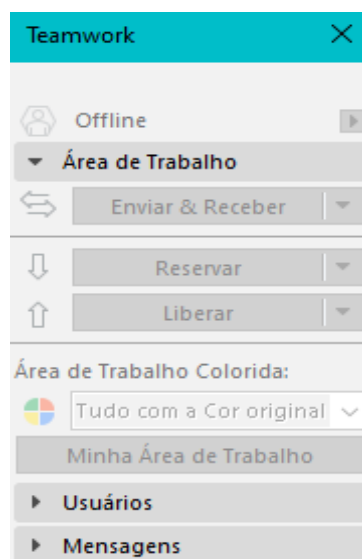 Teamwork
Offline
Área de Trabalho
Enviar & Receber
Reservar
Liberar
Área de Trabalho Colorida:
Tudo com a Cor original
Minha Área de Trabalho
Usuários
Mensagens